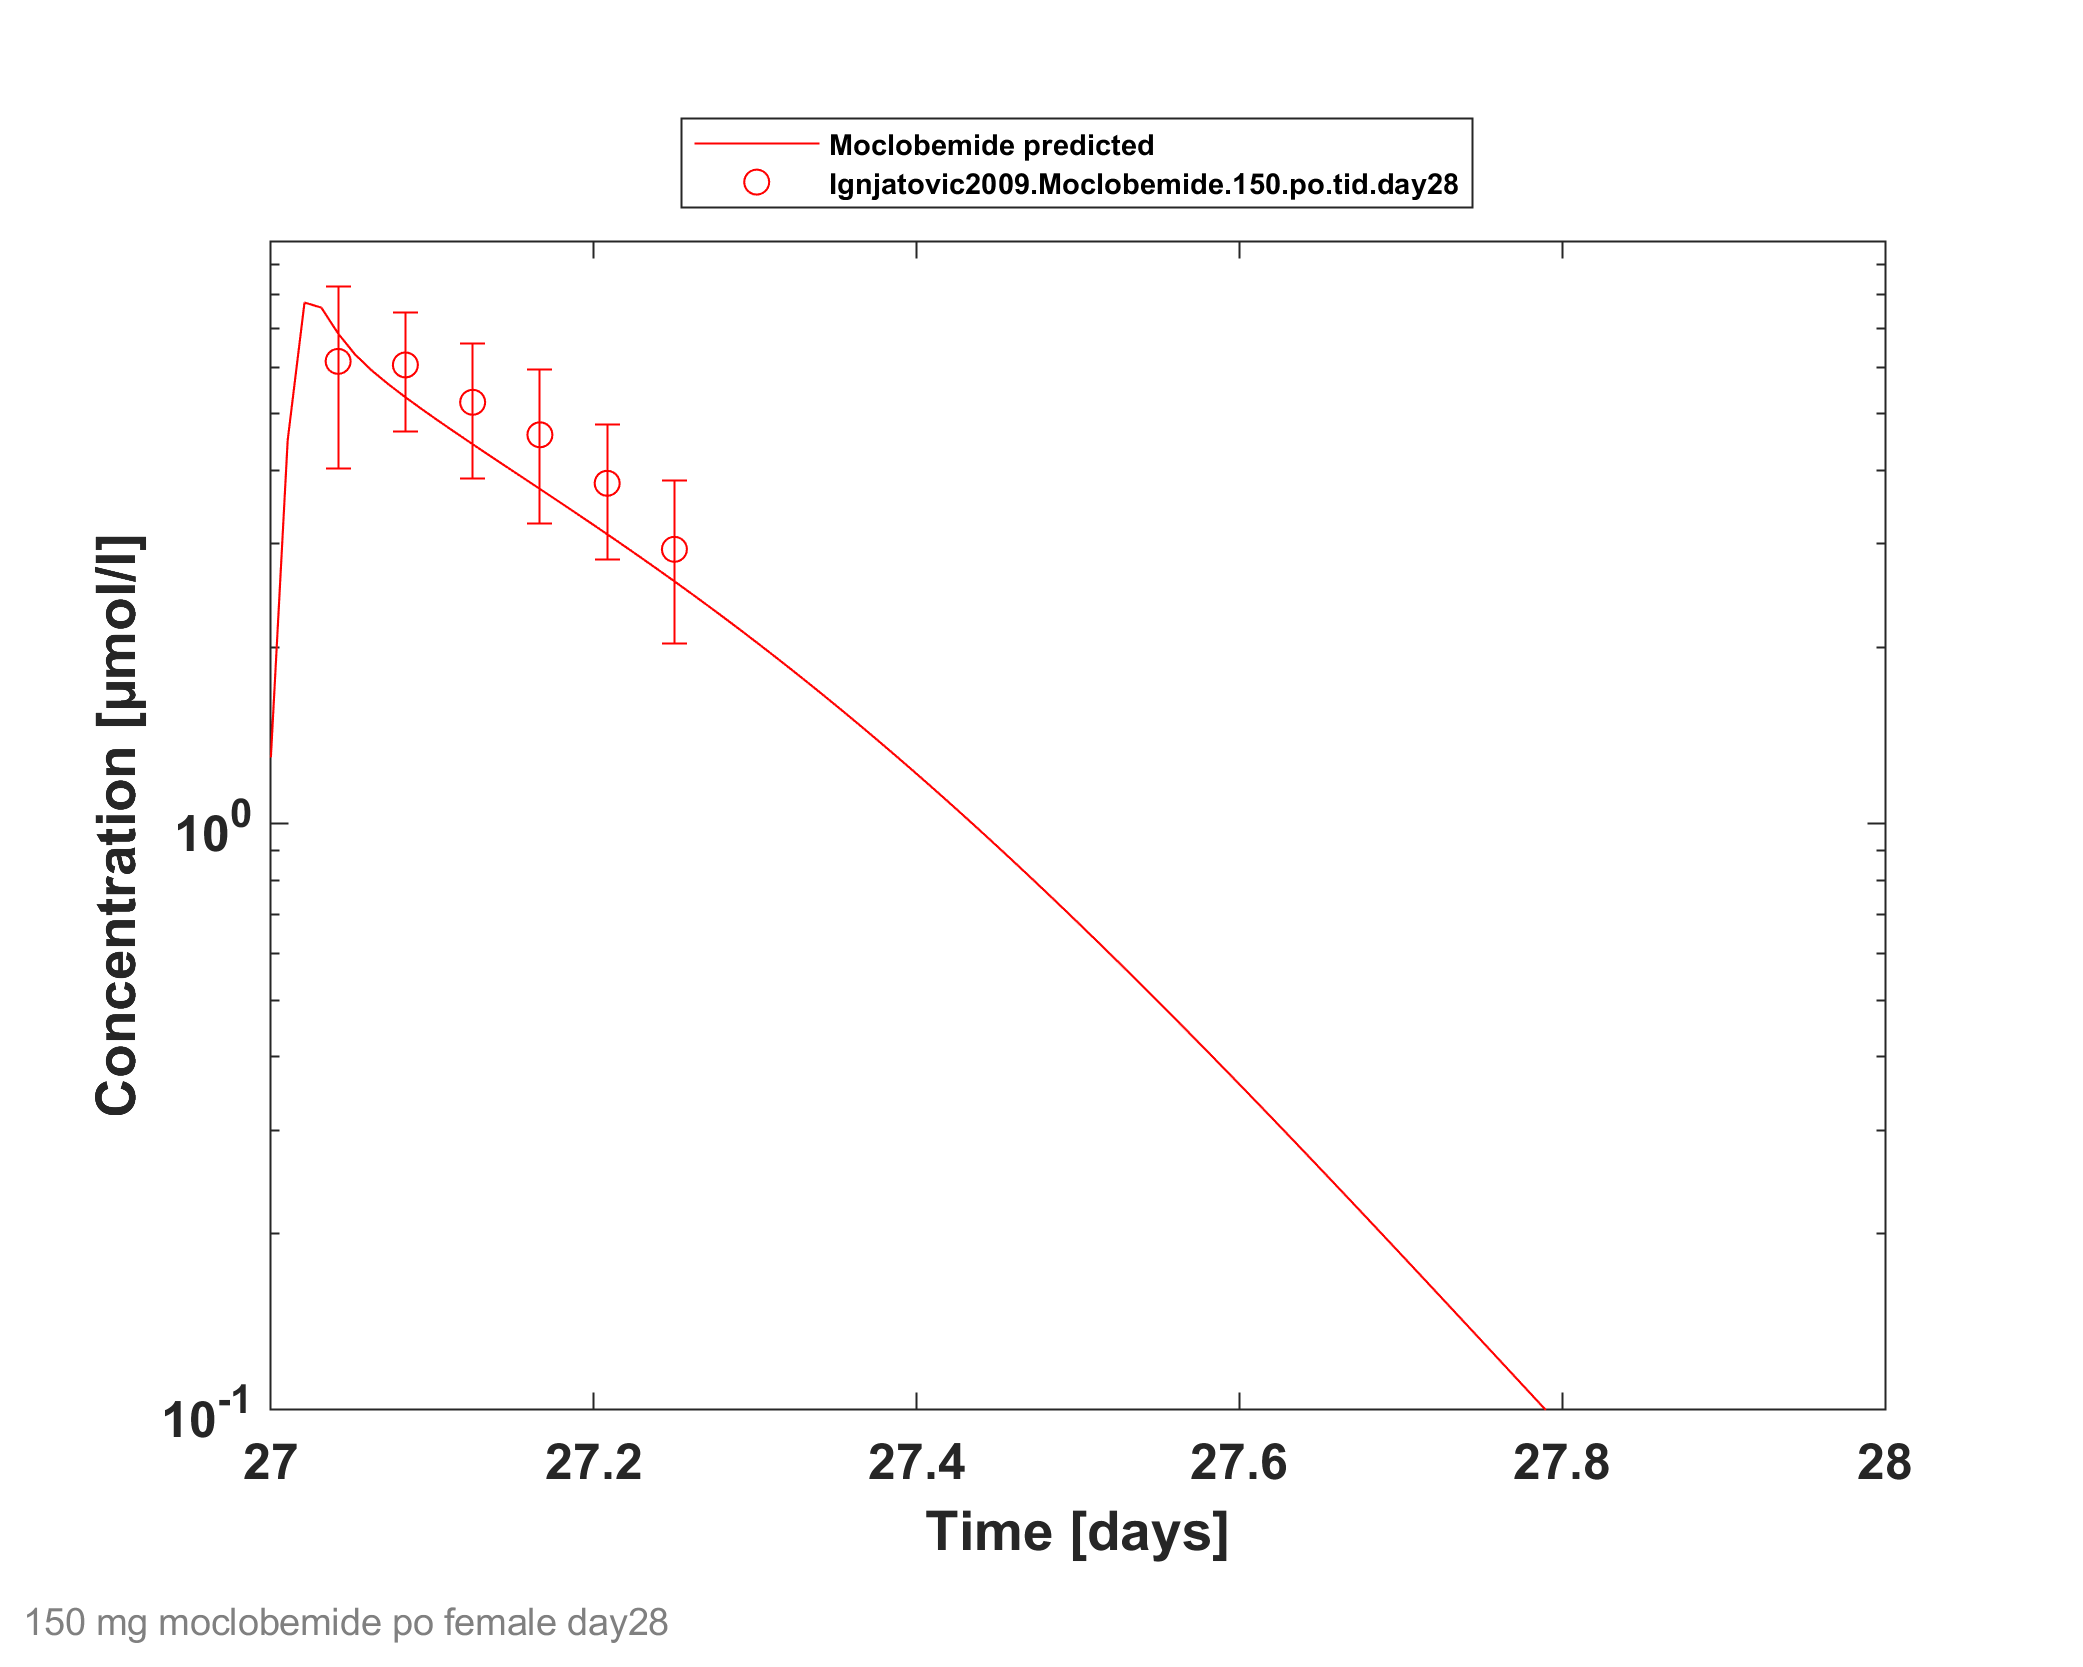 Moclobemide predicted
Ignjatovic2009.Moclobemide.150.po.tid.day28
Concentration [µmol/l]
10^0
10^-1
27 27.2 27.4 27.6 27.8 28
Time [days]
150 mg moclobemide po female day28